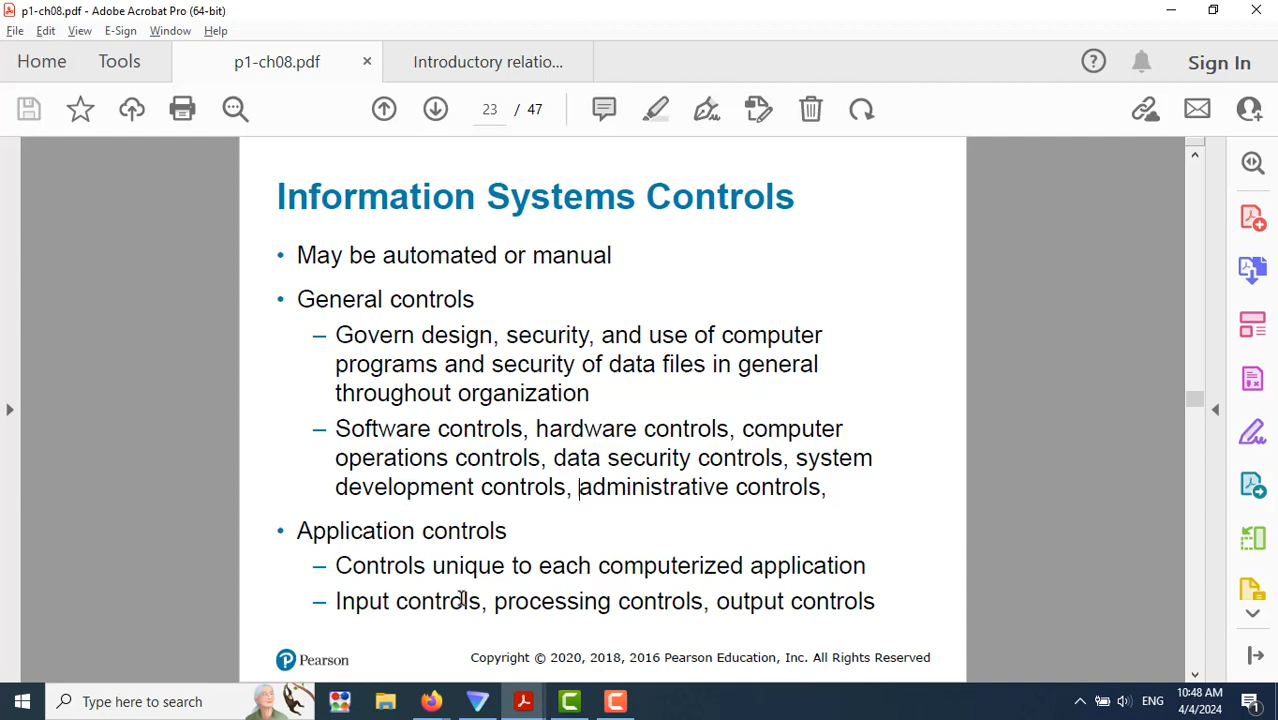 p1-ch08.pdf - Adobe Acrobat Pro (64-bit)
File Edit View E-Sign Window Help
Home Tools p1-ch08.pdf × Introductory relatio... Sign In
23 / 47
Information Systems Controls
• May be automated or manual
• General controls
– Govern design, security, and use of computer
programs and security of data files in general
throughout organization
– Software controls, hardware controls, computer
operations controls, data security controls, system
development controls, administrative controls,
• Application controls
– Controls unique to each computerized application
– Input controls, processing controls, output controls
Pearson Copyright © 2020, 2018, 2016 Pearson Education, Inc. All Rights Reserved
Type here to search ENG 10:48 AM
4/4/2024